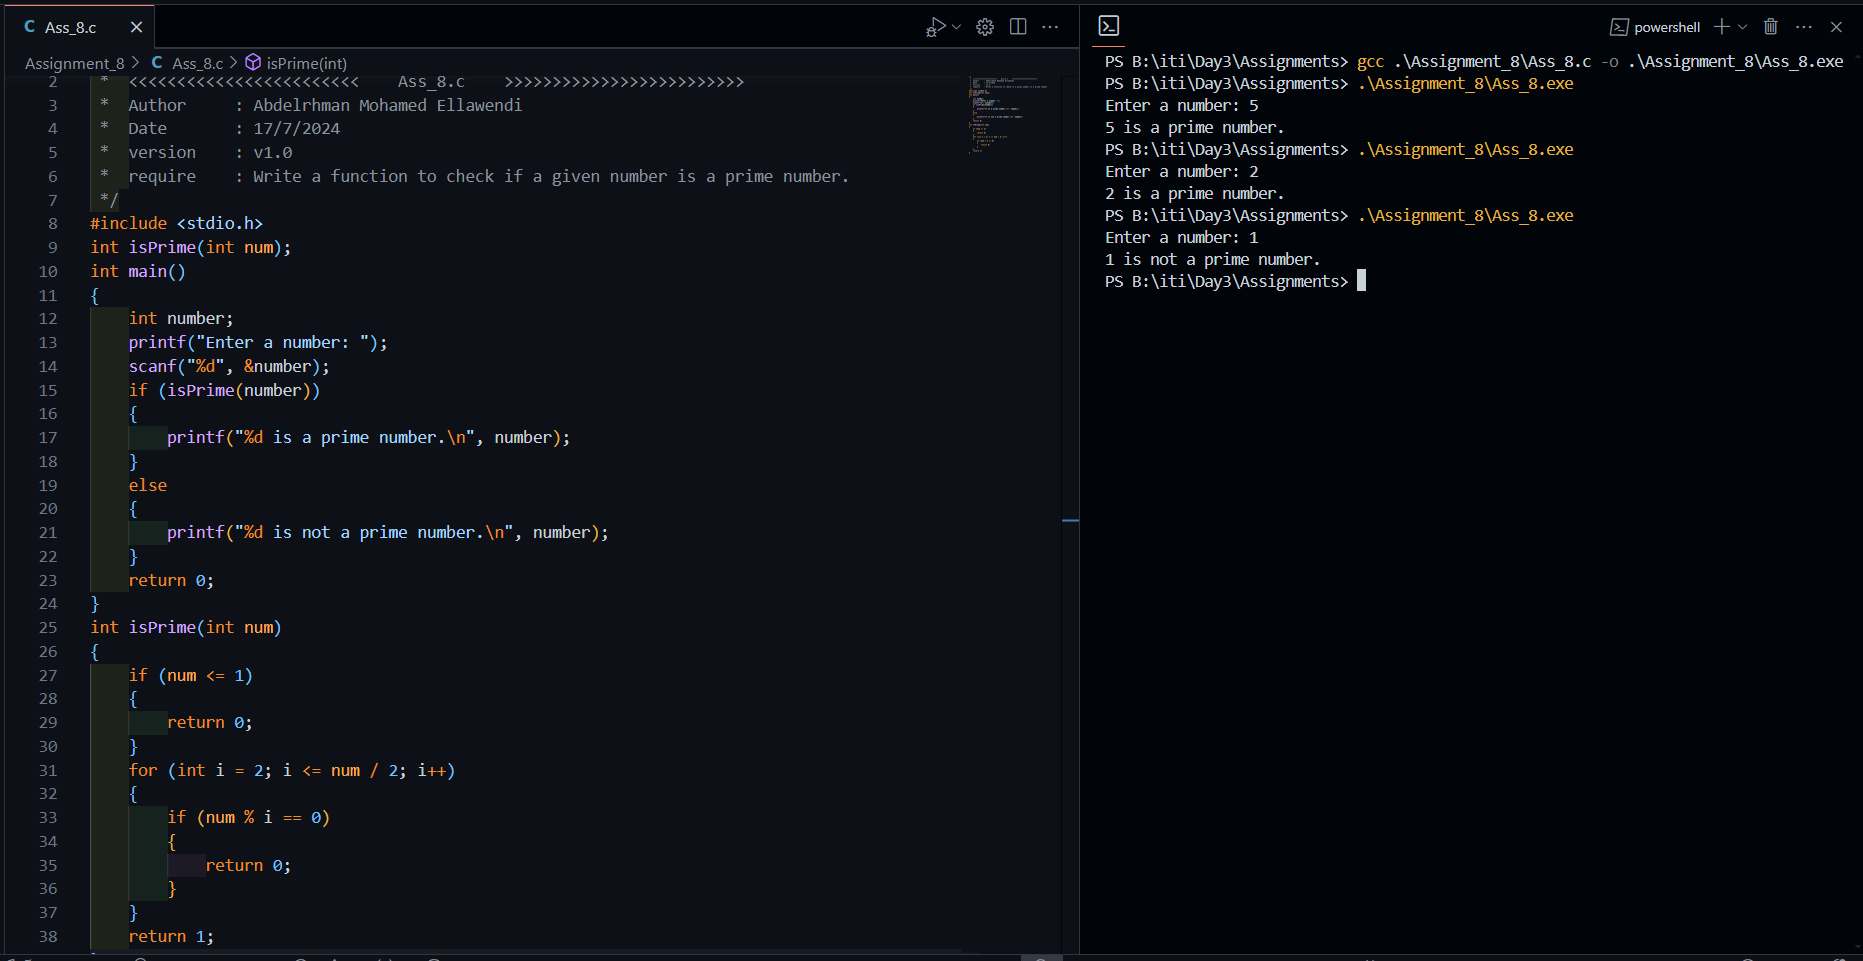 Ass_8.c
Assignment_8 > C Ass_8.c > isPrime(int)
2 * <<<<<<<<<<<<<<<<<<<<<<<< Ass_8.c >>>>>>>>>>>>>>>>>>>>>>>>>
3 * Author : Abdelrhman Mohamed Ellawendi
4 * Date : 17/7/2024
5 * version : v1.0
6 * require : Write a function to check if a given number is a prime number.
7 */
8 #include <stdio.h>
9 int isPrime(int num);
10 int main()
11 {
12 int number;
13 printf("Enter a number: ");
14 scanf("%d", &number);
15 if (isPrime(number))
16 {
17 printf("%d is a prime number.\n", number);
18 }
19 else
20 {
21 printf("%d is not a prime number.\n", number);
22 }
23 return 0;
24 }
25 int isPrime(int num)
26 {
27 if (num <= 1)
28 {
29 return 0;
30 }
31 for (int i = 2; i <= num / 2; i++)
32 {
33 if (num % i == 0)
34 {
35 return 0;
36 }
37 }
38 return 1;
powershell
PS B:\iti\Day3\Assignments> gcc .\Assignment_8\Ass_8.c -o .\Assignment_8\Ass_8.exe
PS B:\iti\Day3\Assignments> .\Assignment_8\Ass_8.exe
Enter a number: 5
5 is a prime number.
PS B:\iti\Day3\Assignments> .\Assignment_8\Ass_8.exe
Enter a number: 2
2 is a prime number.
PS B:\iti\Day3\Assignments> .\Assignment_8\Ass_8.exe
Enter a number: 1
1 is not a prime number.
PS B:\iti\Day3\Assignments>